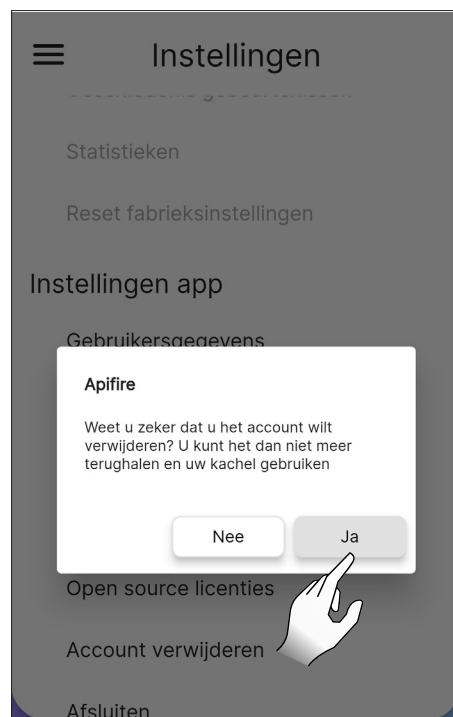 Instellingen
Statistieken
Reset fabrieksinstellingen
Instellingen app
Gebruikersgegevens
Apifire
Weet u zeker dat u het account wilt
verwijderen? U kunt het dan niet meer
terughalen en uw kachel gebruiken
Nee
Ja
Open source licenties
Account verwijderen
Afsluiten